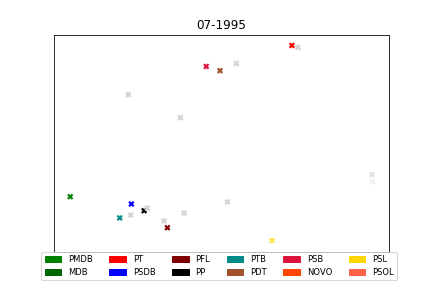 07-1995
PMDB PT PFL PTB PSB PSL
MDB PSDB PP PDT NOVO PSOL